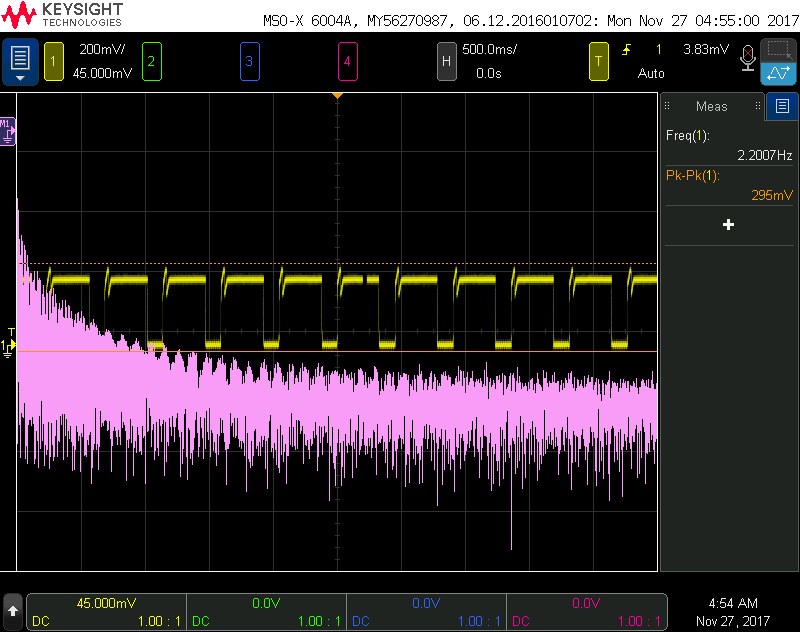 KEYSIGHT
TECHNOLOGIES
MSO-X 6004A, MY56270987, 06.12.2016010702: Mon Nov 27 04:55:00 2017
1 200mV/ 2 3 4 H 500.0ms/ T 1 3.83mV
45.000mV 0.0s Auto
M1
Meas
Freq(1):
2.2007Hz
Pk-Pk(1):
295mV
+
T
1
45.000mV 0.0V 0.0V 0.0V
DC 1.00 : 1 DC 1.00 : 1 DC 1.00 : 1 DC 1.00 : 1
4:54 AM
Nov 27, 2017